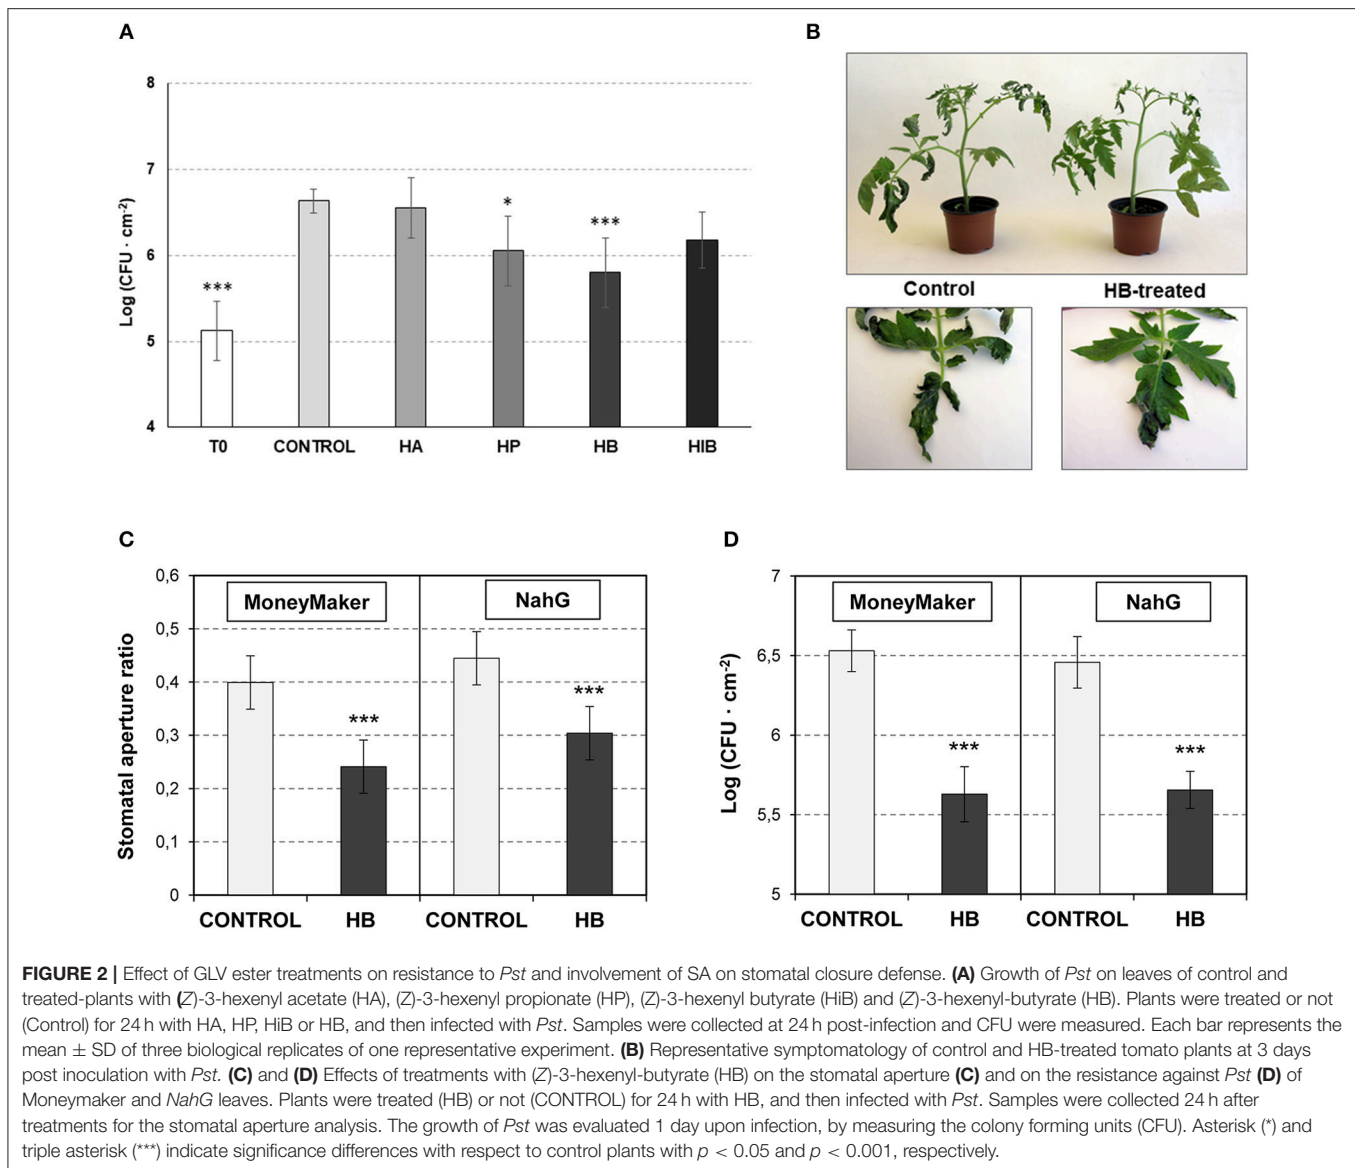 A
8
7
6
5
4
Log (CFU · cm-2)
***
*
***
T0 CONTROL HA HP HB HIB
B
Control HB-treated
C
0,6
0,5
0,4
0,3
0,2
0,1
0
Stomatal aperture ratio
MoneyMaker NahG
***
***
CONTROL HB CONTROL HB
D
7
6,5
6
5,5
5
Log (CFU · cm-2)
MoneyMaker NahG
***
***
CONTROL HB CONTROL HB
FIGURE 2 | Effect of GLV ester treatments on resistance to Pst and involvement of SA on stomatal closure defense. (A) Growth of Pst on leaves of control and
treated-plants with (Z)-3-hexenyl acetate (HA), (Z)-3-hexenyl propionate (HP), (Z)-3-hexenyl butyrate (HiB) and (Z)-3-hexenyl-butyrate (HB). Plants were treated or not
(Control) for 24 h with HA, HP, HiB or HB, and then infected with Pst. Samples were collected at 24 h post-infection and CFU were measured. Each bar represents the
mean ± SD of three biological replicates of one representative experiment. (B) Representative symptomatology of control and HB-treated tomato plants at 3 days
post inoculation with Pst. (C) and (D) Effects of treatments with (Z)-3-hexenyl-butyrate (HB) on the stomatal aperture (C) and on the resistance against Pst (D) of
Moneymaker and NahG leaves. Plants were treated (HB) or not (CONTROL) for 24 h with HB, and then infected with Pst. Samples were collected 24 h after
treatments for the stomatal aperture analysis. The growth of Pst was evaluated 1 day upon infection, by measuring the colony forming units (CFU). Asterisk (*) and
triple asterisk (***) indicate significance differences with respect to control plants with p < 0.05 and p < 0.001, respectively.